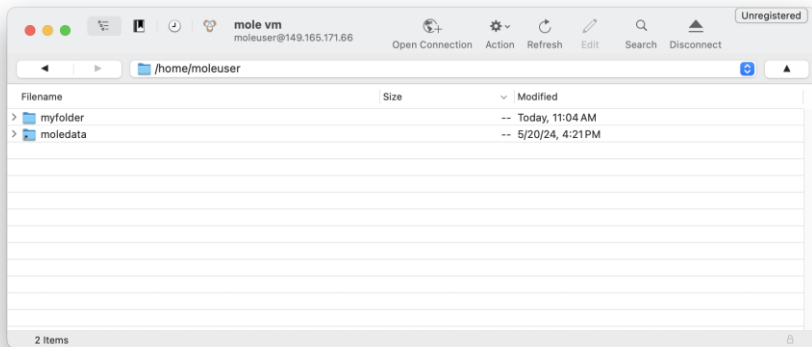 mole vm
moleuser@149.165.171.66
Open Connection Action Refresh Edit Search Disconnect
Unregistered
/home/moleuser
Filename Size Modified
myfolder -- Today, 11:04 AM
moledata -- 5/20/24, 4:21 PM
2 Items